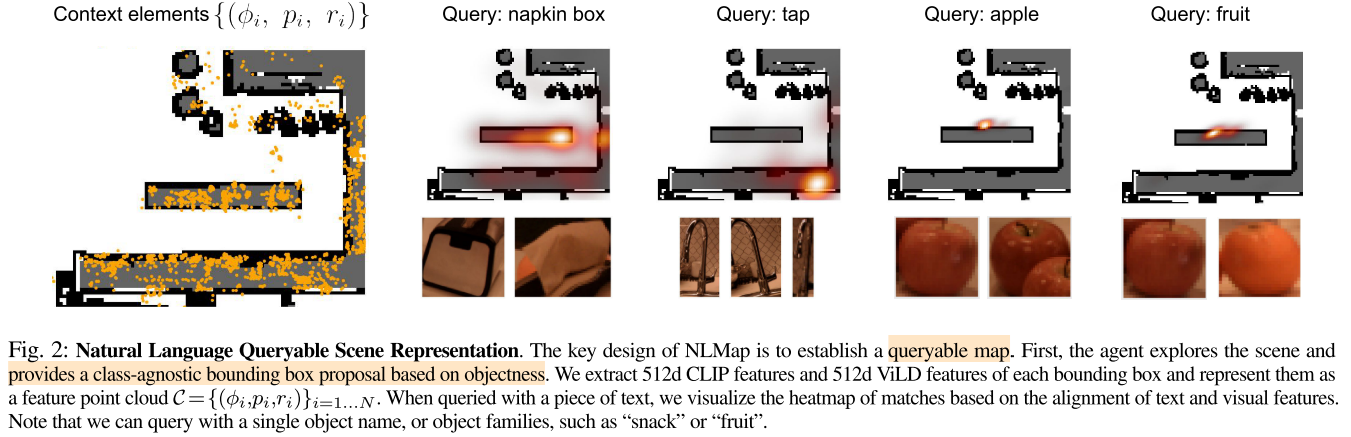 Context elements {(ϕ_i, p_i, r_i)}
Query: napkin box
Query: tap
Query: apple
Query: fruit
Fig. 2: Natural Language Queryable Scene Representation. The key design of NLMap is to establish a queryable map. First, the agent explores the scene and
provides a class-agnostic bounding box proposal based on objectness. We extract 512d CLIP features and 512d ViLD features of each bounding box and represent them as
a feature point cloud C={(ϕ_i,p_i,r_i)}_{i=1...N}. When queried with a piece of text, we visualize the heatmap of matches based on the alignment of text and visual features.
Note that we can query with a single object name, or object families, such as “snack” or “fruit”.